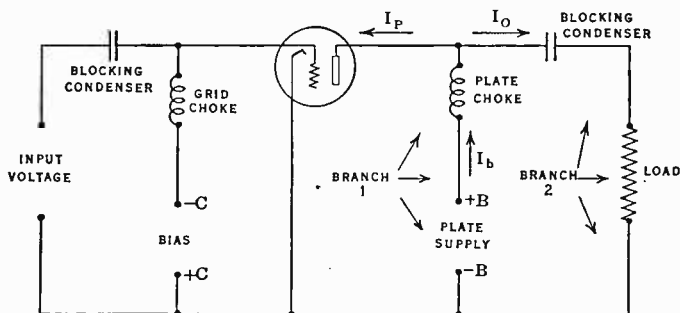 I_P
I_O
BLOCKING
CONDENSER
BLOCKING
CONDENSER
GRID
CHOKE
PLATE
CHOKE
INPUT
VOLTAGE
BRANCH
1
I_b
BRANCH
2
LOAD
-C
+B
BIAS
PLATE
SUPPLY
+C
-B